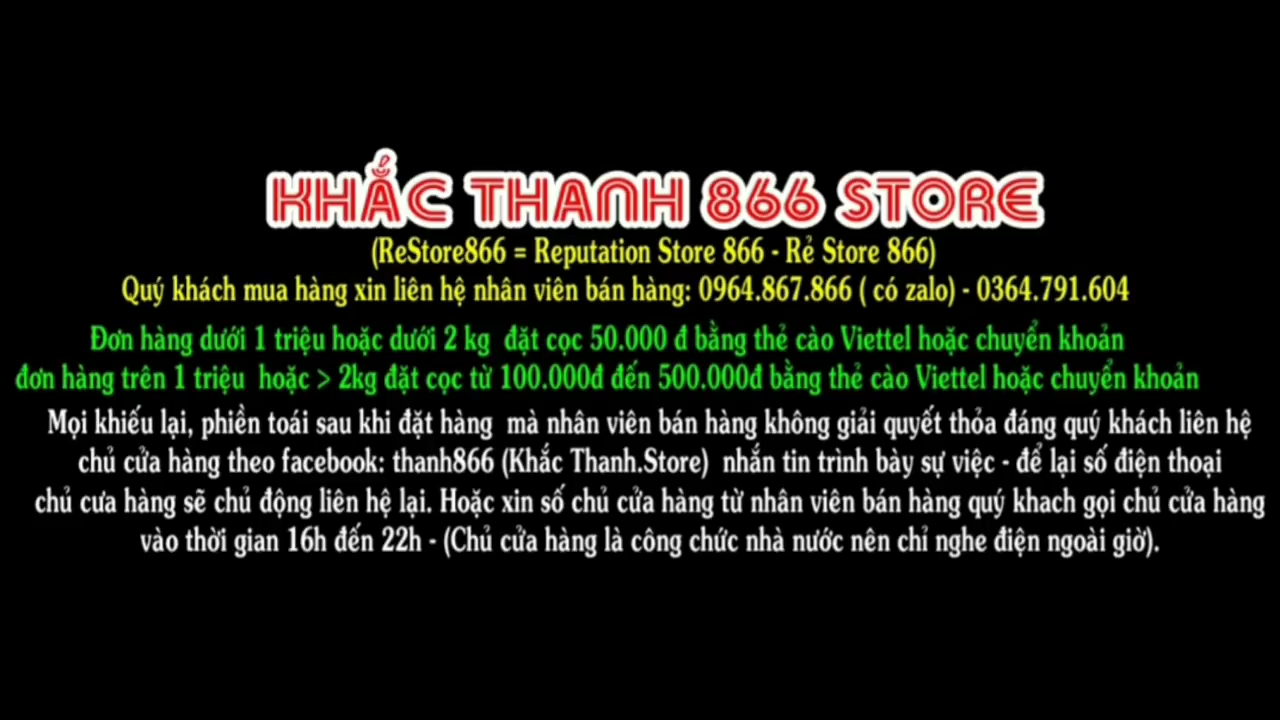 KHẮC THANH 866 STORE
(ReStore866 = Reputation Store 866 - Rẻ Store 866)
Quý khách mua hàng xin liên hệ nhân viên bán hàng: 0964.867.866 ( có zalo) - 0364.791.604
Đơn hàng dưới 1 triệu hoặc dưới 2 kg  đặt cọc 50.000 đ bằng thẻ cào Viettel hoặc chuyển khoản
đơn hàng trên 1 triệu  hoặc > 2kg đặt cọc từ 100.000đ đến 500.000đ bằng thẻ cào Viettel hoặc chuyển khoản
Mọi khiếu lại, phiền toái sau khi đặt hàng  mà nhân viên bán hàng không giải quyết thỏa đáng quý khách liên hệ
chủ cửa hàng theo facebook: thanh866 (Khắc Thanh.Store)  nhắn tin trình bày sự việc - để lại số điện thoại
chủ cưa hàng sẽ chủ động liên hệ lại. Hoặc xin số chủ cửa hàng từ nhân viên bán hàng quý khach gọi chủ cửa hàng
vào thời gian 16h đến 22h - (Chủ cửa hàng là công chức nhà nước nên chỉ nghe điện ngoài giờ).